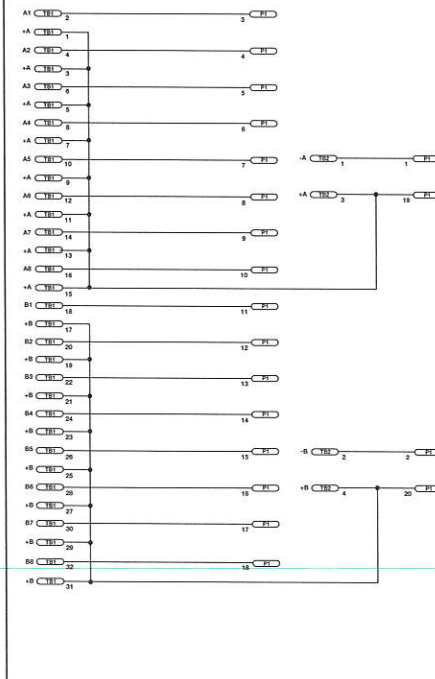 A1 TB1 2 3 P1
+A TB1 1
A2 TB1 4 4 P1
+A TB1 3
A3 TB1 6 5 P1
+A TB1 5
A4 TB1 8 6 P1
+A TB1 7
A5 TB1 10 7 P1
-A TB2 1 1 P1
+A TB1 9
A6 TB1 12 8 P1
+A TB2 3 19 P1
+A TB1 11
A7 TB1 14 9 P1
+A TB1 13
A8 TB1 16 10 P1
+A TB1 15
B1 TB1 18 11 P1
+B TB1 17
B2 TB1 20 12 P1
+B TB1 19
B3 TB1 22 13 P1
+B TB1 21
B4 TB1 24 14 P1
+B TB1 23
B5 TB1 26 15 P1
-B TB2 2 2 P1
+B TB1 25
B6 TB1 28 16 P1
+B TB2 4 20 P1
+B TB1 27
B7 TB1 30 17 P1
+B TB1 29
B8 TB1 32 18 P1
+B TB1 31